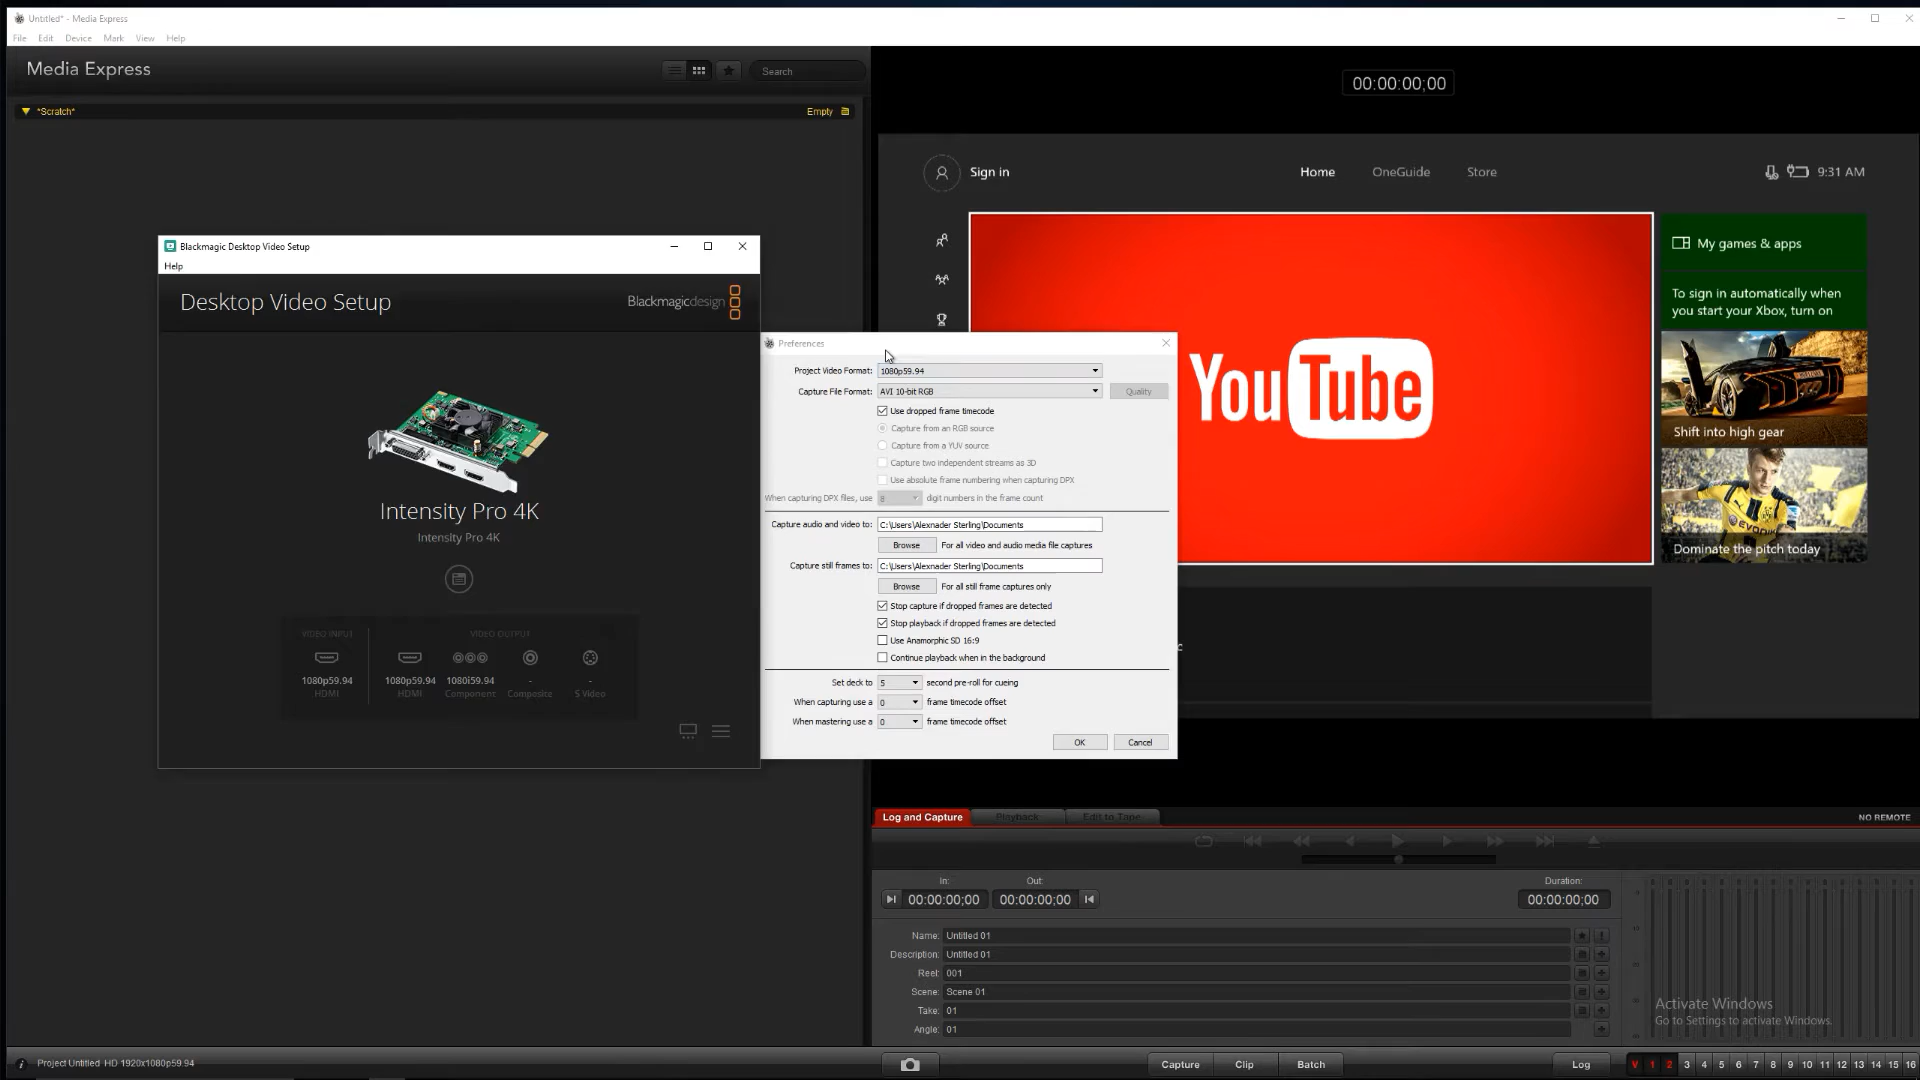 Untitled* - Media Express
File Edit Device Mark View Help
Media Express
Search
*Scratch*
Empty
00:00:00;00
Sign in
Home OneGuide Store
9:31 AM
My games & apps
To sign in automatically when
you start your Xbox, turn on
Shift into high gear
Dominate the pitch today
YouTube
Blackmagic Desktop Video Setup
Help
Desktop Video Setup
Blackmagicdesign
Intensity Pro 4K
Intensity Pro 4K
VIDEO INPUT VIDEO OUTPUT
1080p59.94 1080p59.94 1080i59.94 - -
HDMI HDMI Component Composite S Video
Preferences
Project Video Format: 1080p59.94
Capture File Format: AVI 10-bit RGB Quality
Use dropped frame timecode
Capture from an RGB source
Capture from a YUV source
Capture two independent streams as 3D
Use absolute frame numbering when capturing DPX
When capturing DPX files, use 8 digit numbers in the frame count
Capture audio and video to: C:\Users\Alexnader Sterling\Documents
Browse For all video and audio media file captures
Capture still frames to: C:\Users\Alexnader Sterling\Documents
Browse For all still frame captures only
Stop capture if dropped frames are detected
Stop playback if dropped frames are detected
Use Anamorphic SD 16:9
Continue playback when in the background
Set deck to 5 second pre-roll for cueing
When capturing use a 0 frame timecode offset
When mastering use a 0 frame timecode offset
OK Cancel
Log and Capture Playback Edit to Tape
NO REMOTE
In: Out: Duration:
00:00:00;00 00:00:00;00 00:00:00;00
Name: Untitled 01
Description: Untitled 01
Reel: 001
Scene: Scene 01
Take: 01
Angle: 01
Activate Windows
Go to Settings to activate Windows.
Project Untitled HD 1920x1080p59.94
Capture Clip Batch Log
V 1 2 3 4 5 6 7 8 9 10 11 12 13 14 15 16